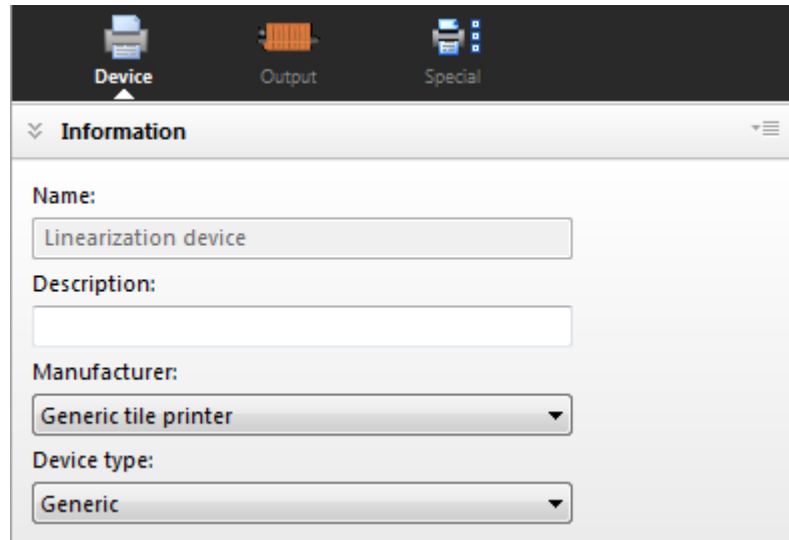 Device Output Special
Information
Name:
Linearization device
Description:
Manufacturer:
Generic tile printer
Device type:
Generic